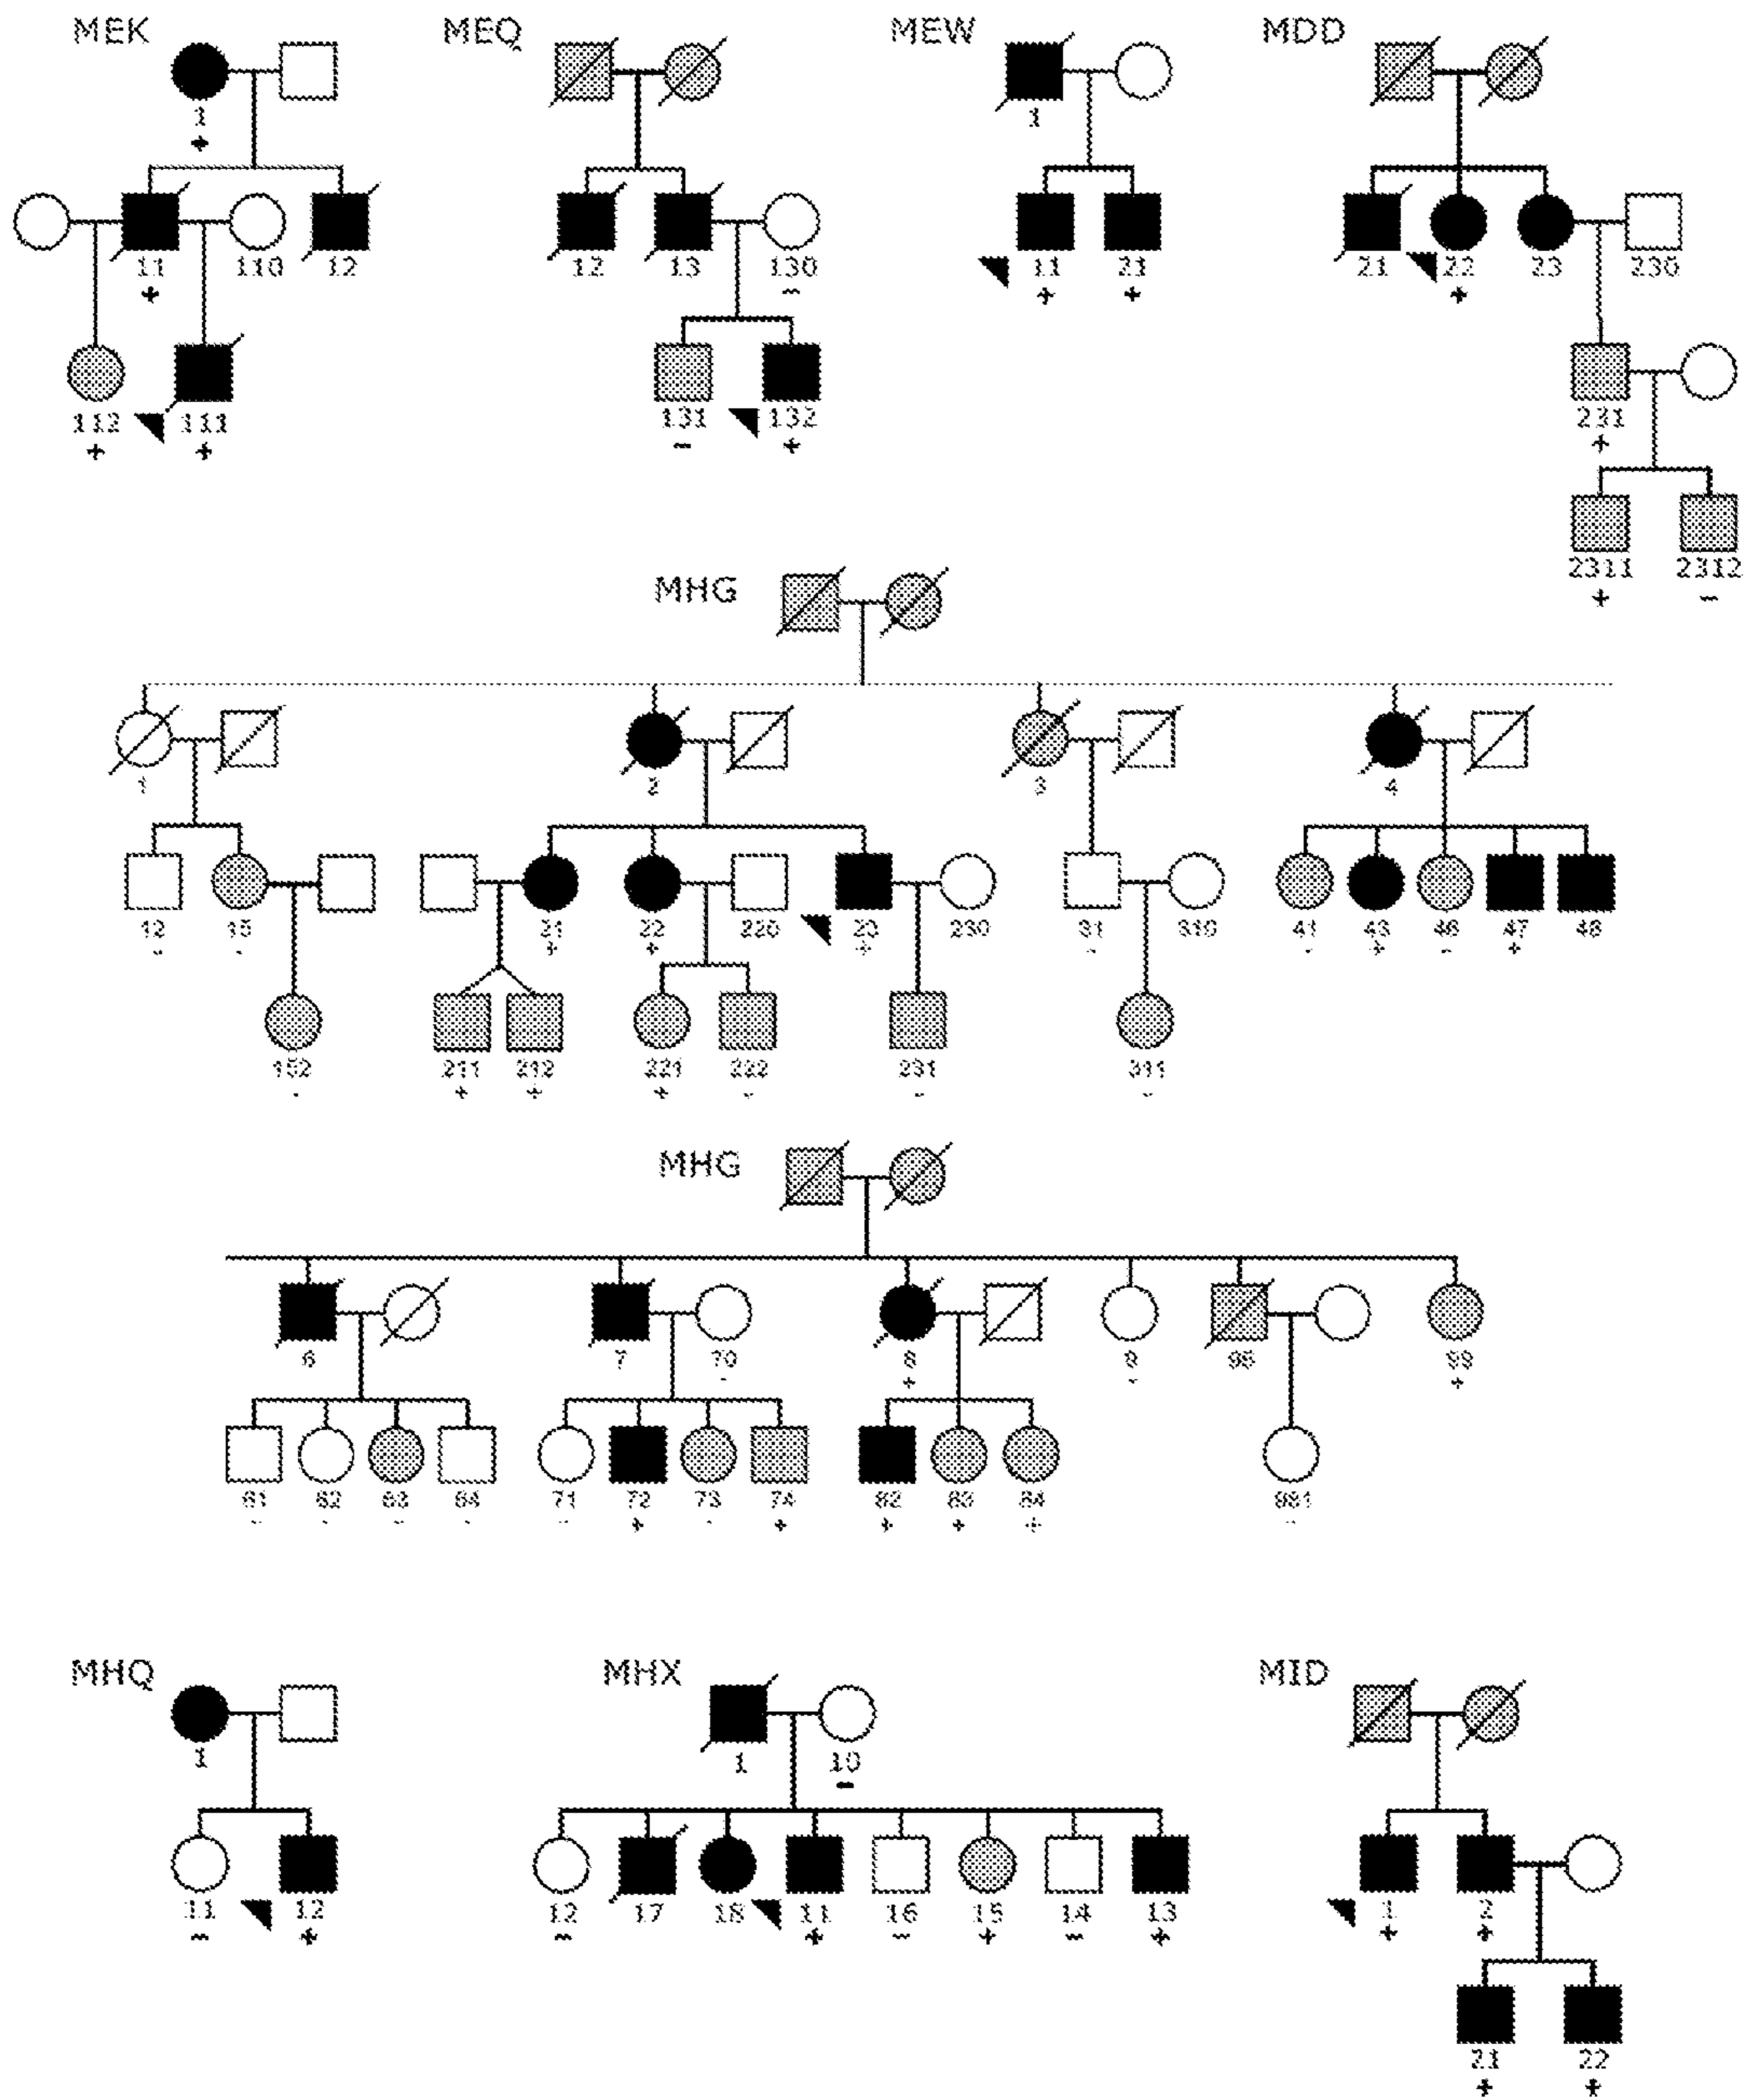 MEK MEQ MEW MDD
1 1
+
11 110 12 12 13 130 11 21 21 22 23 230
+ - + + +
112 111 131 132 231
+ + - + +
2311 2312
+ -
MHG
1 2 3 4
12 15 21 22 220 23 230 31 310 41 43 46 47 48
- - + + + - - + - +
152 211 212 221 222 231 311
- + + + - - -
MHG
6 7 70 8 9 98 99
- + - +
61 62 63 64 71 72 73 74 82 83 84 981
- - - - - + - + + + + -
MHQ MHX MID
1 1 10
-
11 12 12 17 18 11 16 15 14 13 1 2
- + - + - + - + + +
21 22
+ +